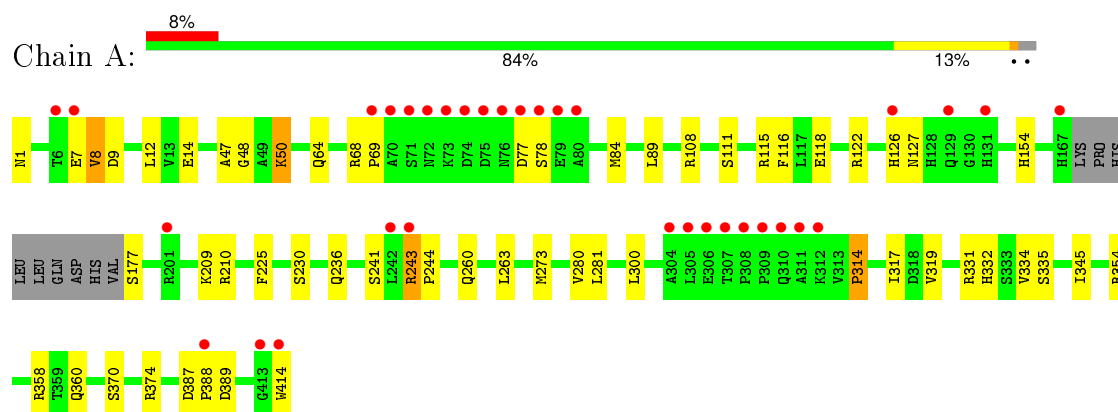 8%
Chain A:
84% 13% • •
N1 T6 E7 V8 D9 L12 V13 E14 A47 G48 A49 K50 Q64 R68 P69 A70 S71 N72 K73 D74 D75 N76 D77 S78 E79 A80 M84 L89 R108 S111 R115 F116 L117 E118 R122 H126 N127 H128 Q129 G130 H131 H154 H167 LYS PRO HIS
LEU LEU GLN ASP HIS VAL S177 R201 K209 R210 F225 S230 Q236 S241 L242 R243 P244 Q260 L263 M273 V280 L281 L300 A304 L305 E306 T307 P308 P309 Q310 A311 K312 V313 P314 I317 D318 V319 R331 H332 S333 V334 S335 I345 R354
R358 T359 Q360 S370 R374 D387 P388 D389 G413 W414